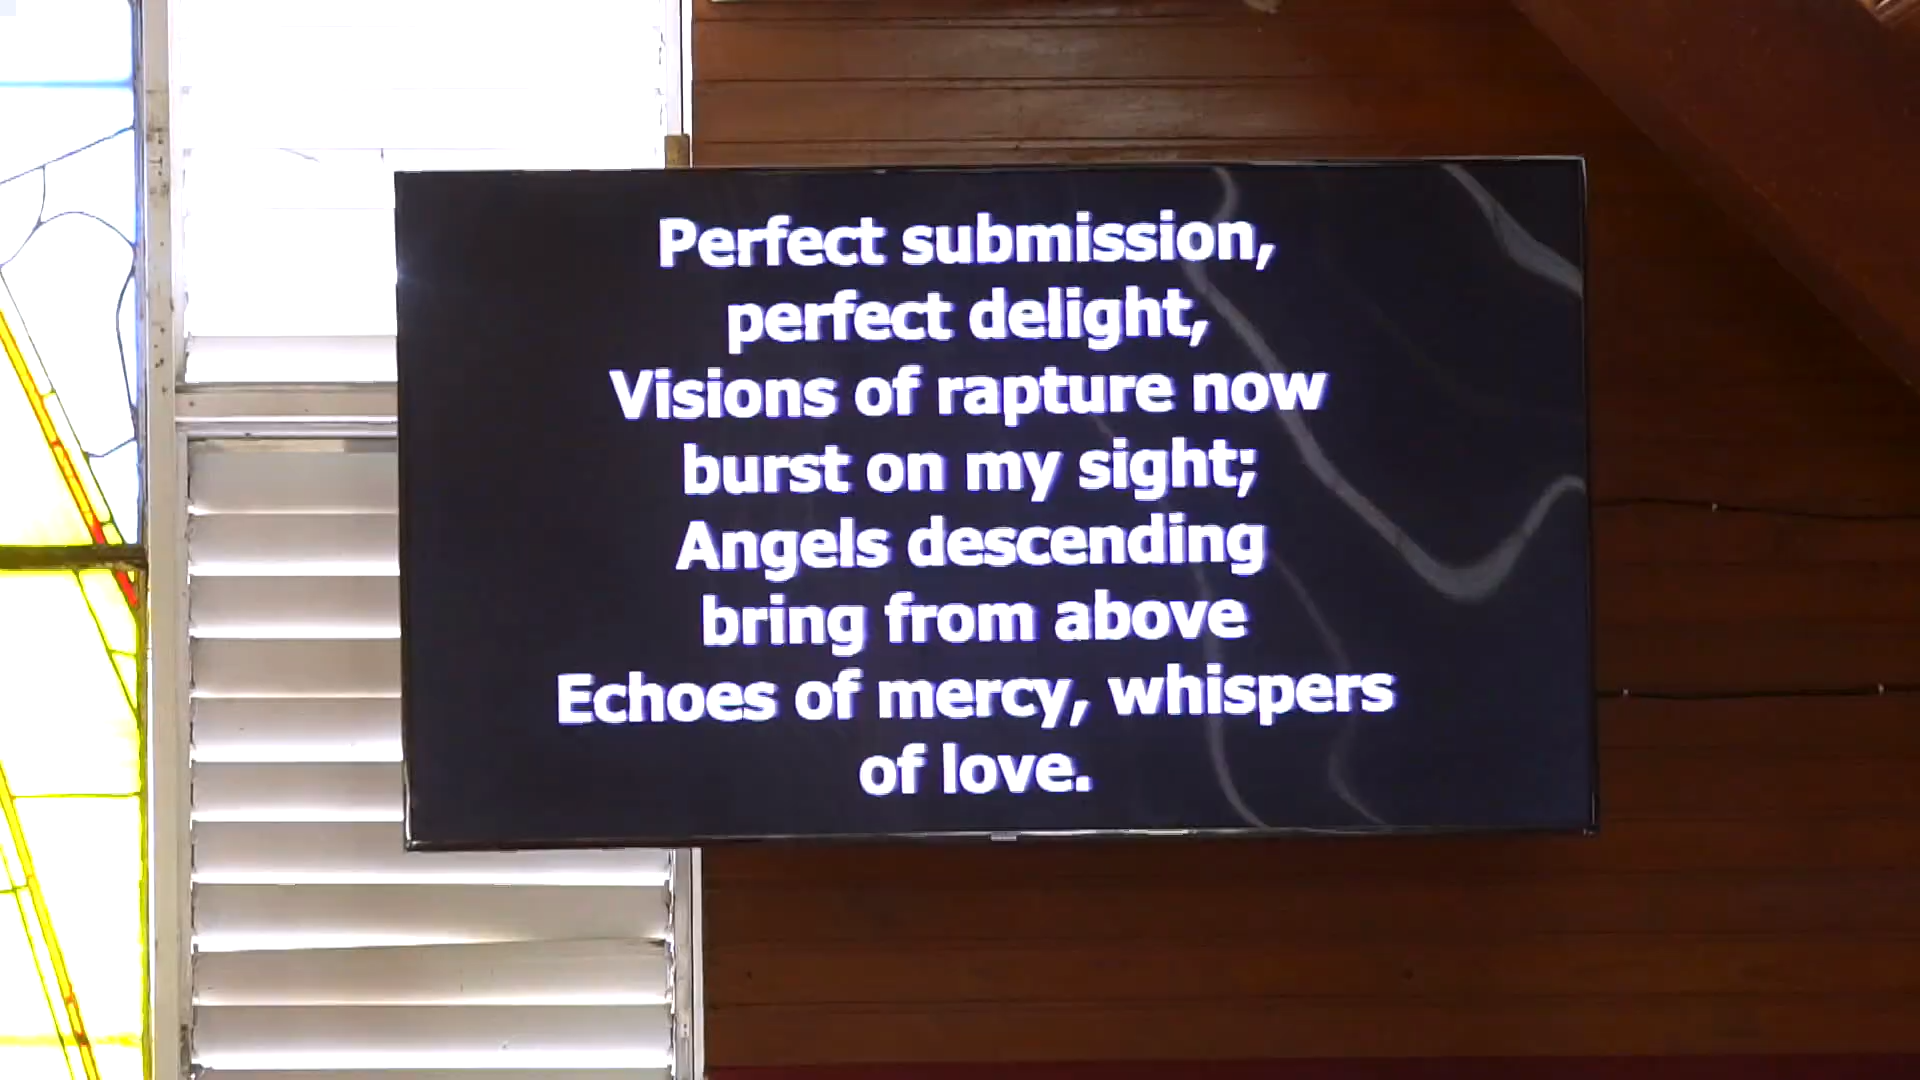 Perfect submission,
perfect delight,
Visions of rapture now
burst on my sight;
Angels descending
bring from above
Echoes of mercy, whispers
of love.